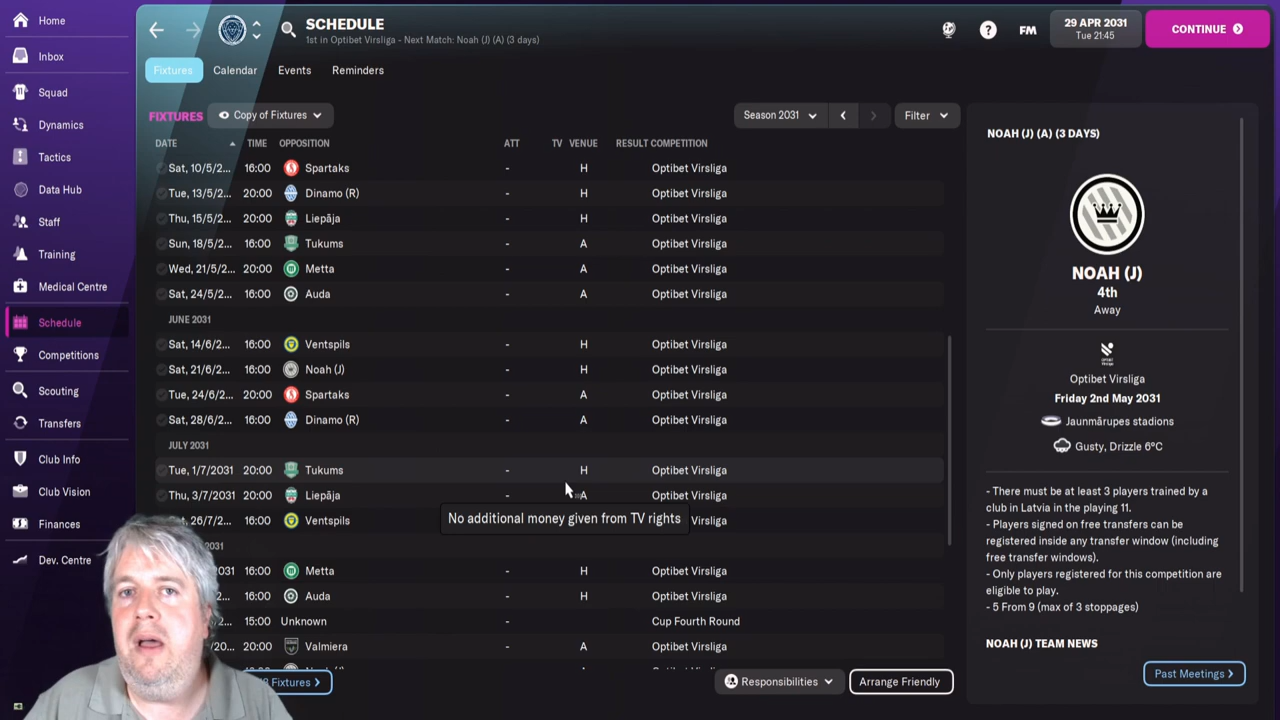 Home
Inbox
Squad
Dynamics
Tactics
Data Hub
Staff
Training
Medical Centre
Schedule
Competitions
Scouting
Transfers
Club Info
Club Vision
Finances
Dev. Centre
SCHEDULE
1st in Optibet Virsliga - Next Match: Noah (J) (A) (3 days)
FM
29 APR 2031
Tue 21:45
CONTINUE
Fixtures Calendar Events Reminders
FIXTURES Copy of Fixtures Season 2031 Filter
DATE TIME OPPOSITION ATT TV VENUE RESULT COMPETITION
Sat, 10/5/2... 16:00 Spartaks - H Optibet Virsliga
Tue, 13/5/2... 20:00 Dinamo (R) - H Optibet Virsliga
Thu, 15/5/2... 20:00 Liepāja - H Optibet Virsliga
Sun, 18/5/2... 16:00 Tukums - A Optibet Virsliga
Wed, 21/5/2... 20:00 Metta - A Optibet Virsliga
Sat, 24/5/2... 16:00 Auda - A Optibet Virsliga
JUNE 2031
Sat, 14/6/2... 16:00 Ventspils - H Optibet Virsliga
Sat, 21/6/2... 16:00 Noah (J) - H Optibet Virsliga
Tue, 24/6/2... 20:00 Spartaks - A Optibet Virsliga
Sat, 28/6/2... 16:00 Dinamo (R) - A Optibet Virsliga
JULY 2031
Tue, 1/7/2031 20:00 Tukums - H Optibet Virsliga
Thu, 3/7/2031 20:00 Liepāja - A Optibet Virsliga
26/7/2... 16:00 Ventspils Virsliga
No additional money given from TV rights
2031 16:00 Metta - H Optibet Virsliga
16:00 Auda - H Optibet Virsliga
15:00 Unknown - Cup Fourth Round
20:00 Valmiera - A Optibet Virsliga
Fixtures Responsibilities Arrange Friendly
NOAH (J) (A) (3 DAYS)
NOAH (J)
4th
Away
Optibet Virsliga
Friday 2nd May 2031
Jaunmārupes stadions
Gusty, Drizzle 6°C
- There must be at least 3 players trained by a
club in Latvia in the playing 11.
- Players signed on free transfers can be
registered inside any transfer window (including
free transfer windows).
- Only players registered for this competition are
eligible to play.
- 5 From 9 (max of 3 stoppages)
NOAH (J) TEAM NEWS
Past Meetings